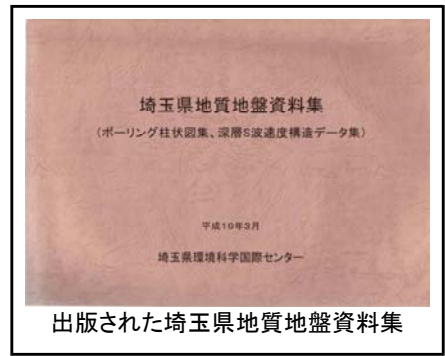 埼玉県地質地盤資料集
(ボーリング柱状図集、深層S波速度構造データ集)
平成19年3月
埼玉県環境科学国際センター
出版された埼玉県地質地盤資料集